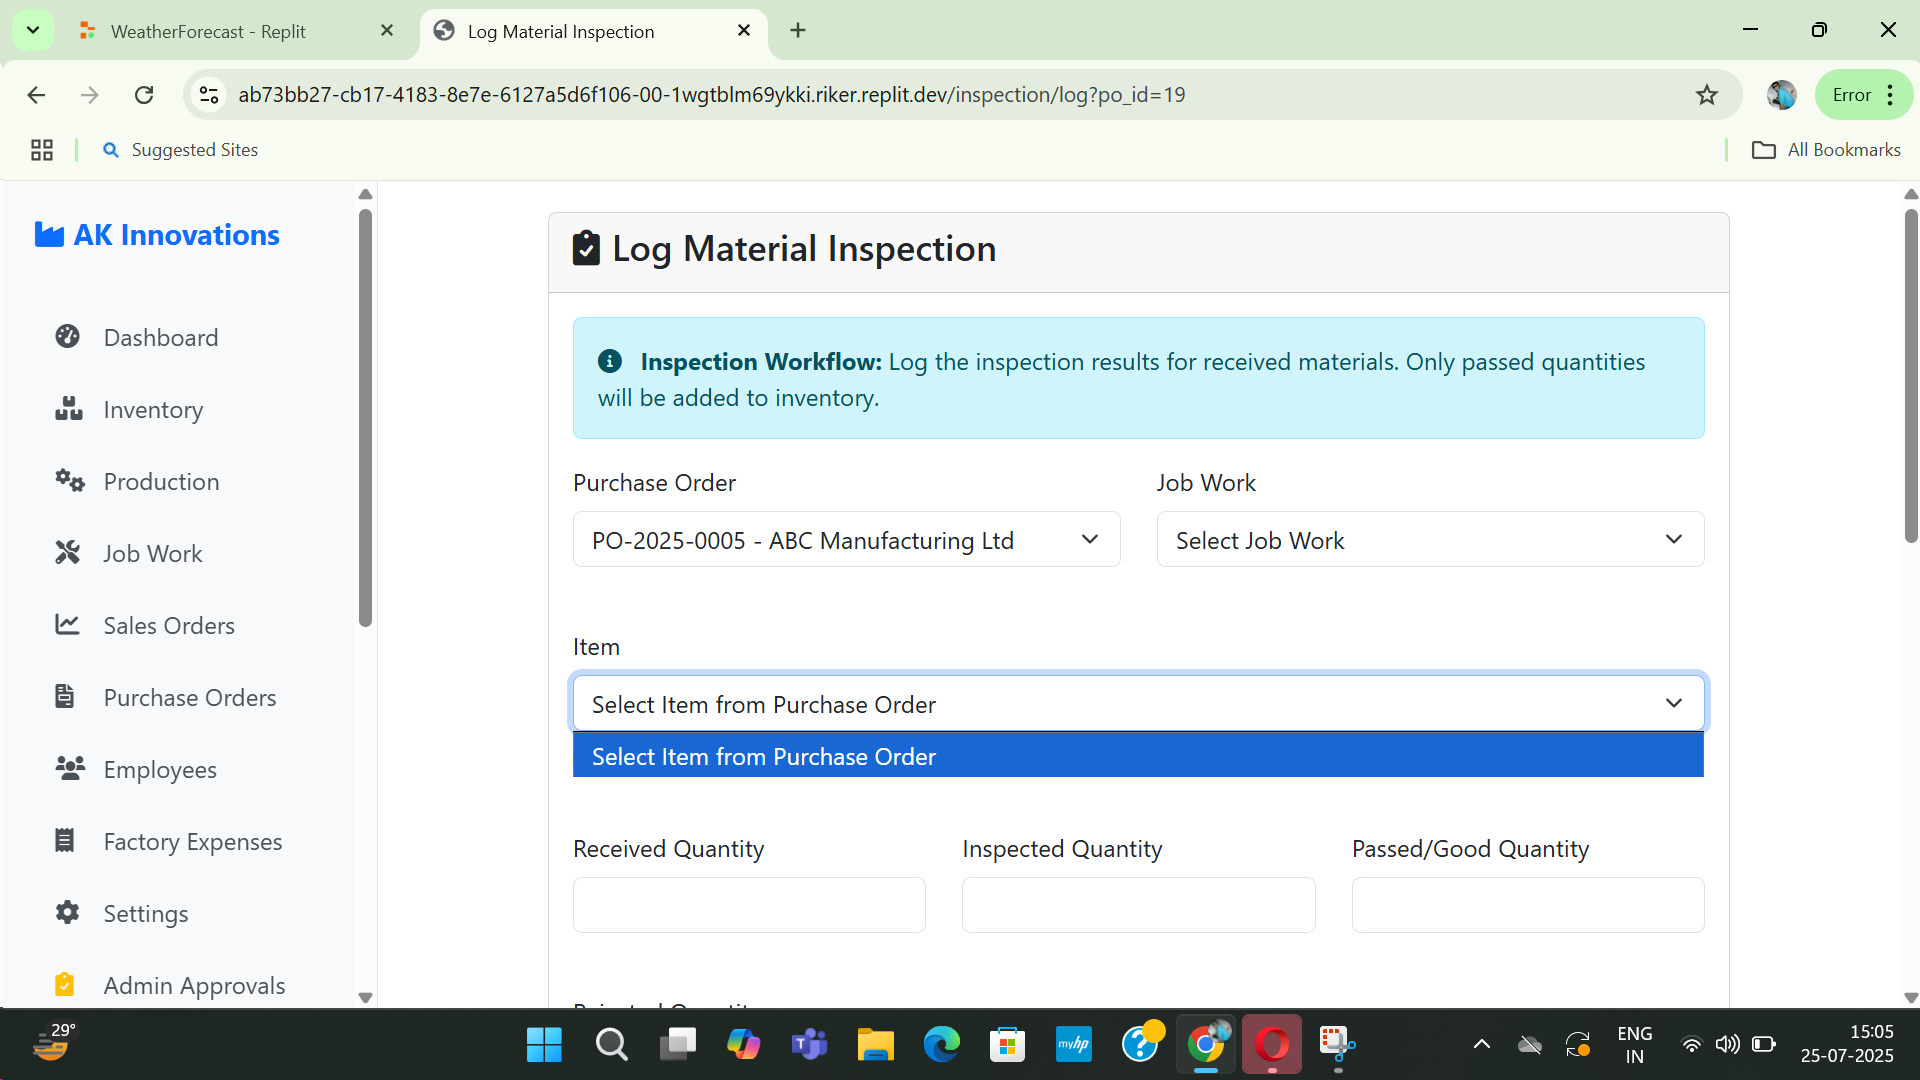 WeatherForecast - Replit
Log Material Inspection
ab73bb27-cb17-4183-8e7e-6127a5d6f106-00-1wgtblm69ykki.riker.replit.dev/inspection/log?po_id=19
Error
Suggested Sites
All Bookmarks
AK Innovations
Dashboard
Inventory
Production
Job Work
Sales Orders
Purchase Orders
Employees
Factory Expenses
Settings
Admin Approvals
Log Material Inspection
Inspection Workflow: Log the inspection results for received materials. Only passed quantities
will be added to inventory.
Purchase Order
Job Work
PO-2025-0005 - ABC Manufacturing Ltd
Select Job Work
Item
Select Item from Purchase Order
Select Item from Purchase Order
Received Quantity
Inspected Quantity
Passed/Good Quantity
29°
myhp
ENG
IN
15:05
25-07-2025